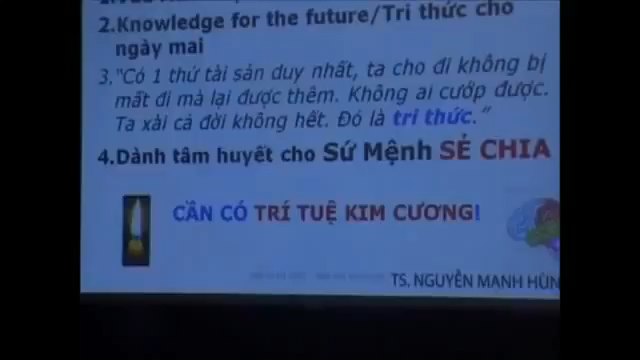 2.Knowledge for the future/Tri thức cho
ngày mai
3."Có 1 thứ tài sản duy nhất, ta cho đi không bị
mất đi mà lại được thêm. Không ai cướp được.
Ta xài cả đời không hết. Đó là tri thức."
4.Dành tâm huyết cho Sứ Mệnh SẺ CHIA
CẦN CÓ TRÍ TUỆ KIM CƯƠNG!
TS. NGUYỄN MẠNH HÙN